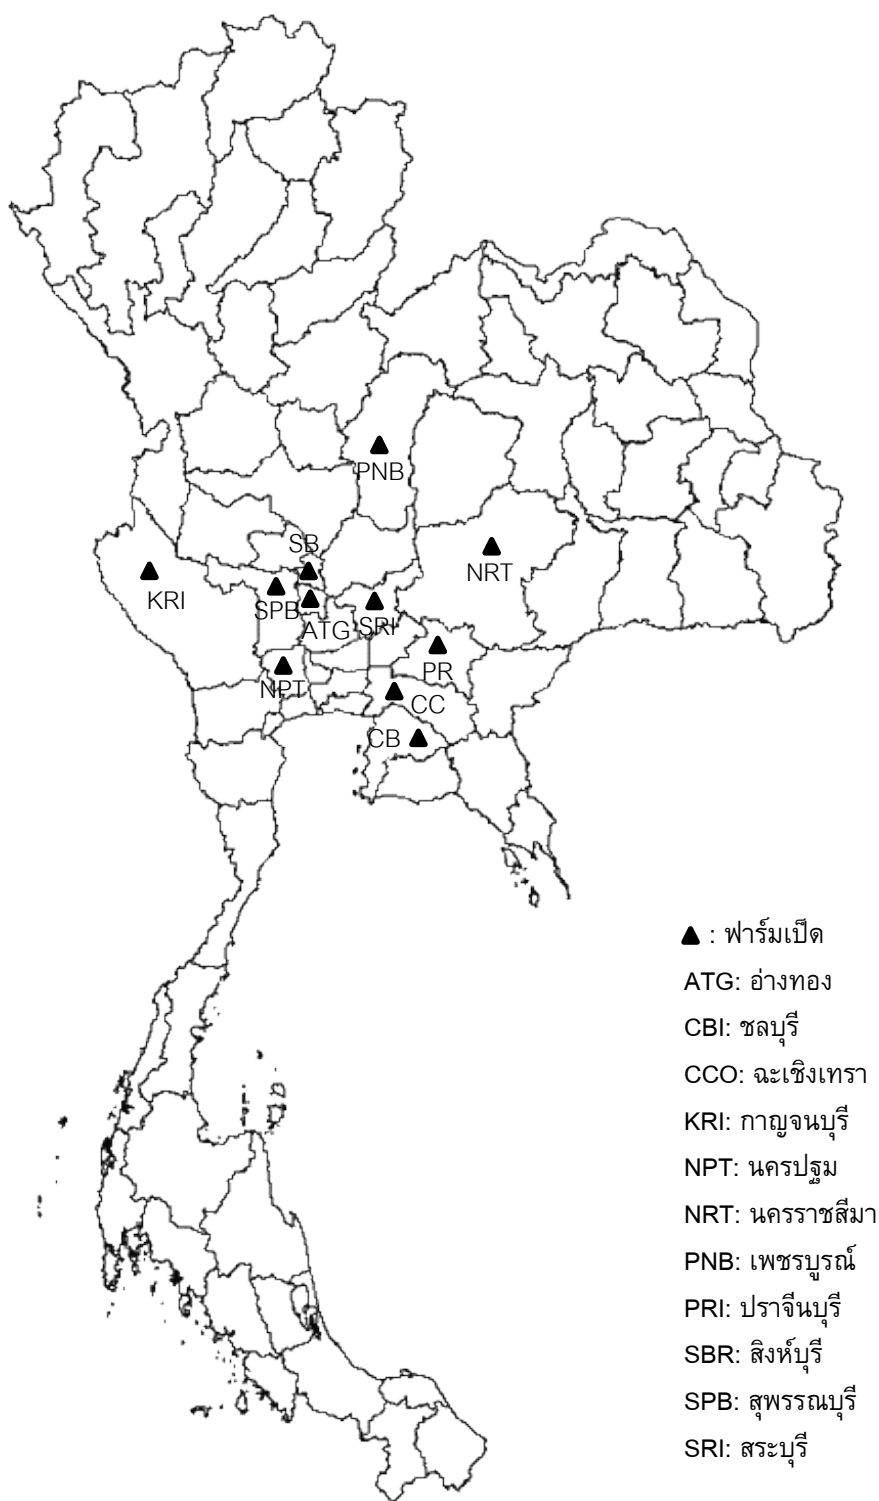 PNB
SB
NRT
KRI
SPB
ATG
SRI
PR
NPT
CC
CB
: ฟาร์มเป็ด
ATG: อ่างทอง
CBI: ชลบุรี
CCO: ฉะเชิงเทรา
KRI: กาญจนบุรี
NPT: นครปฐม
NRT: นครราชสีมา
PNB: เพชรบูรณ์
PRI: ปราจีนบุรี
SBR: สิงห์บุรี
SPB: สุพรรณบุรี
SRI: สระบุรี